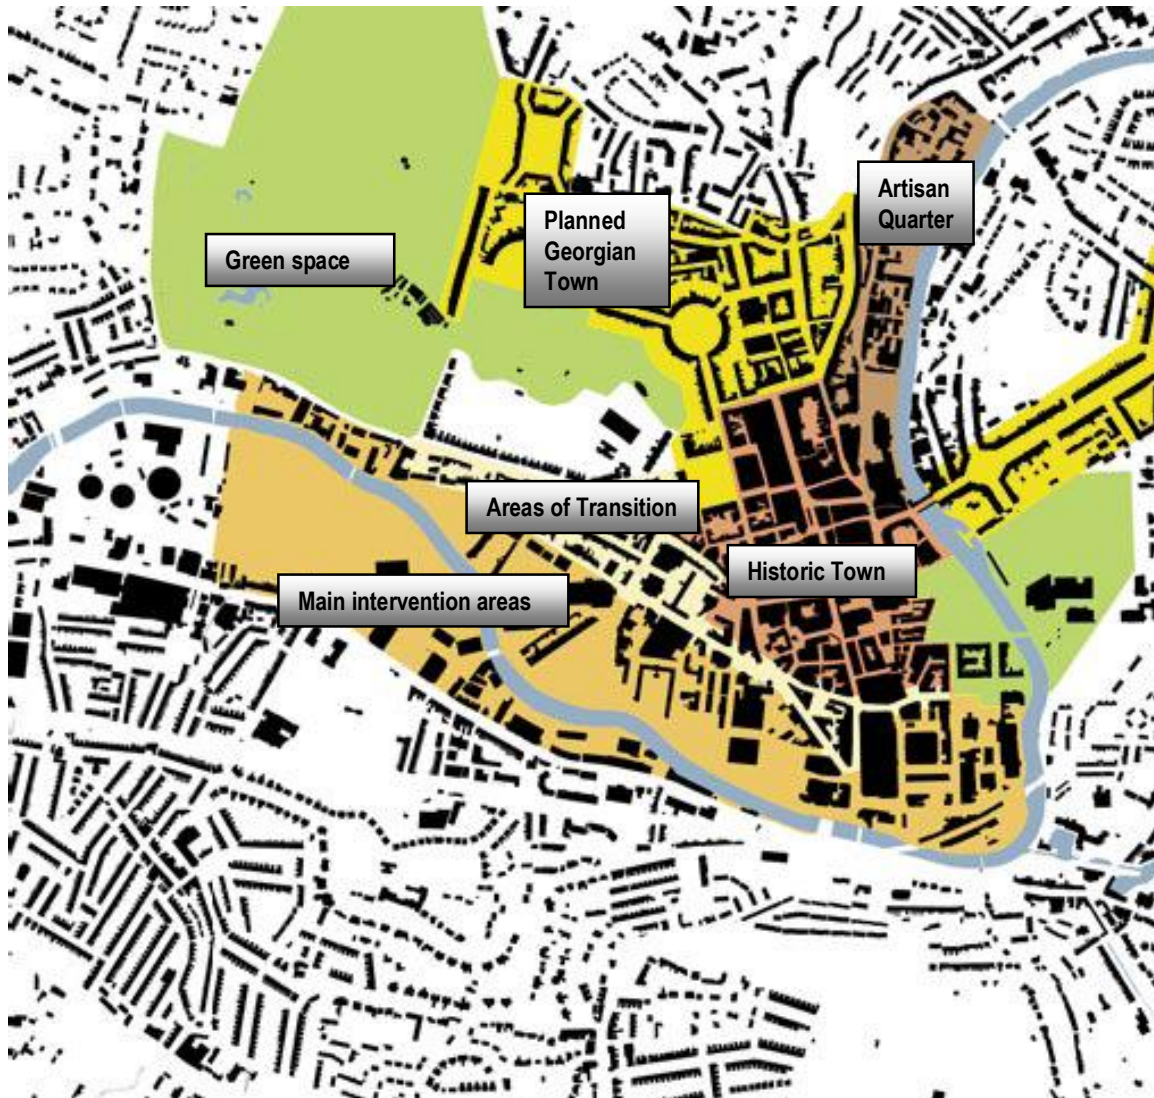 Artisan
Quarter
Planned
Georgian
Town
Green space
Areas of Transition
Historic Town
Main intervention areas